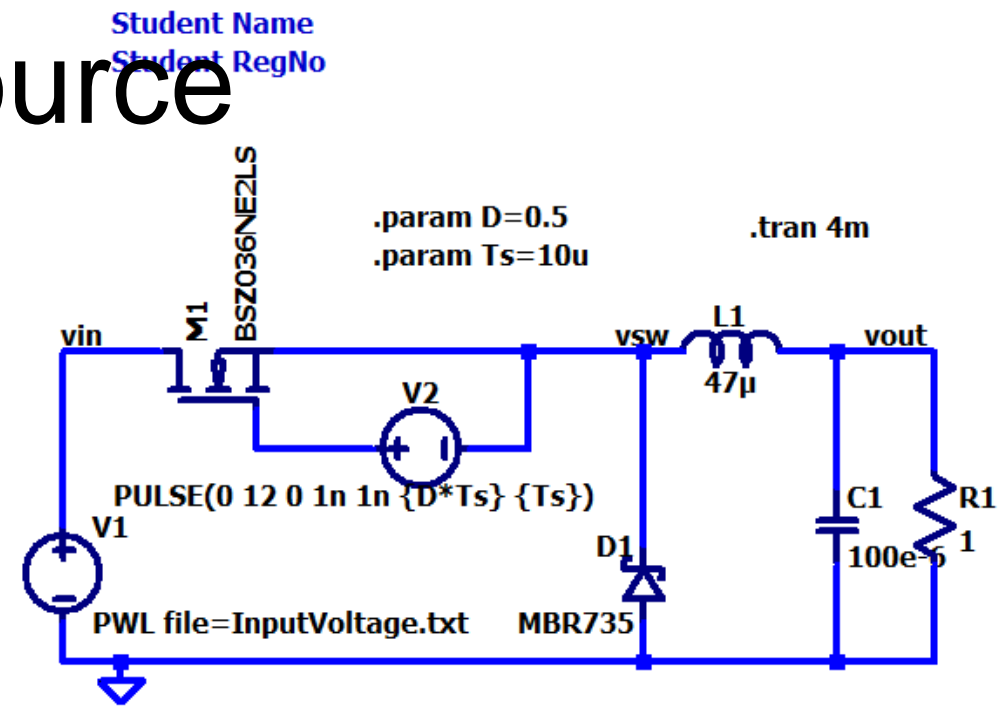 Student Name
Student RegNo
ource
BSZ036NE2LS
.param D=0.5
.param Ts=10u
.tran 4m
M1
L1
vin
vsw
vout
47µ
V2
PULSE(0 12 0 1n 1n {D*Ts} {Ts})
C1
R1
V1
D1
100e-6
1
PWL file=InputVoltage.txt
MBR735